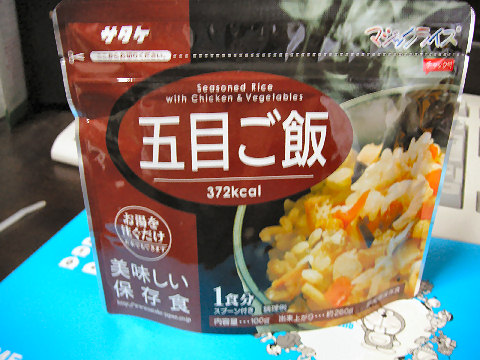 サタケ
マジックライス
Seasoned Rice
with Chicken & Vegetables
五目ご飯
372kcal
お湯を
注ぐだけ
美味しい
保存食
1食分
スプーン付き 調理例
内容量…100g 出来上がり…約260g